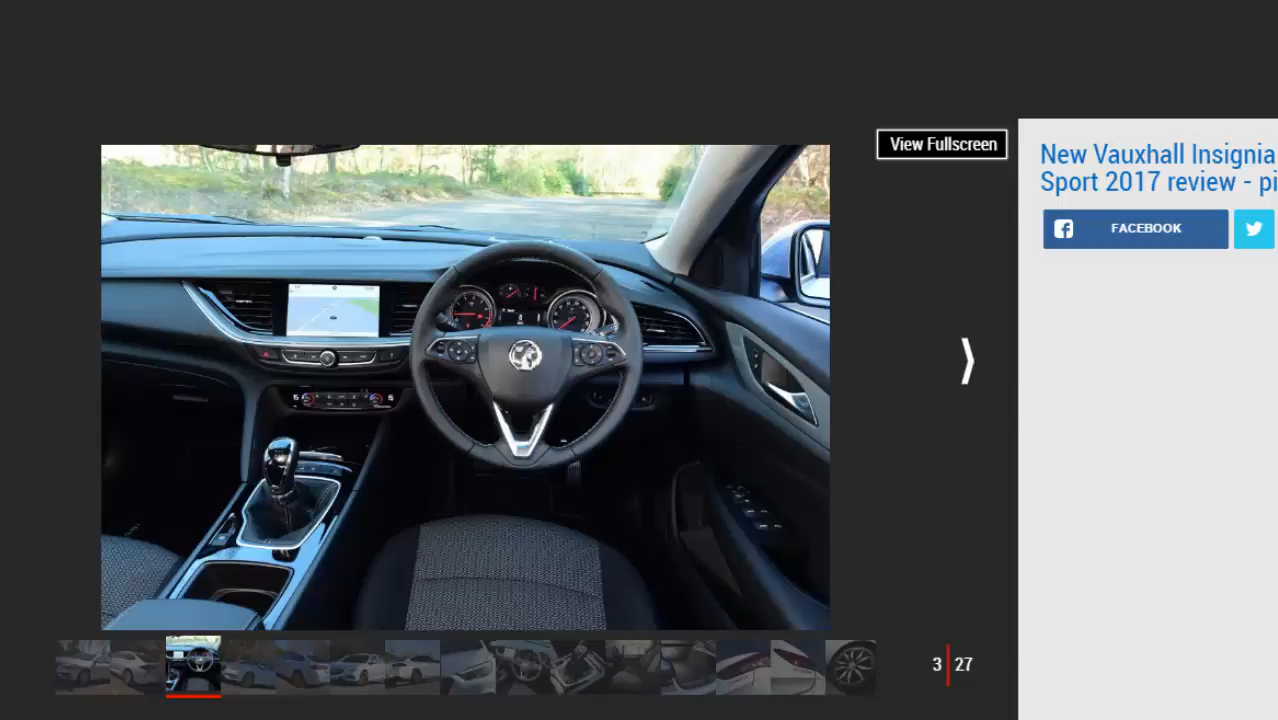 View Fullscreen
New Vauxhall Insignia
Sport 2017 review - pi
FACEBOOK
3 27